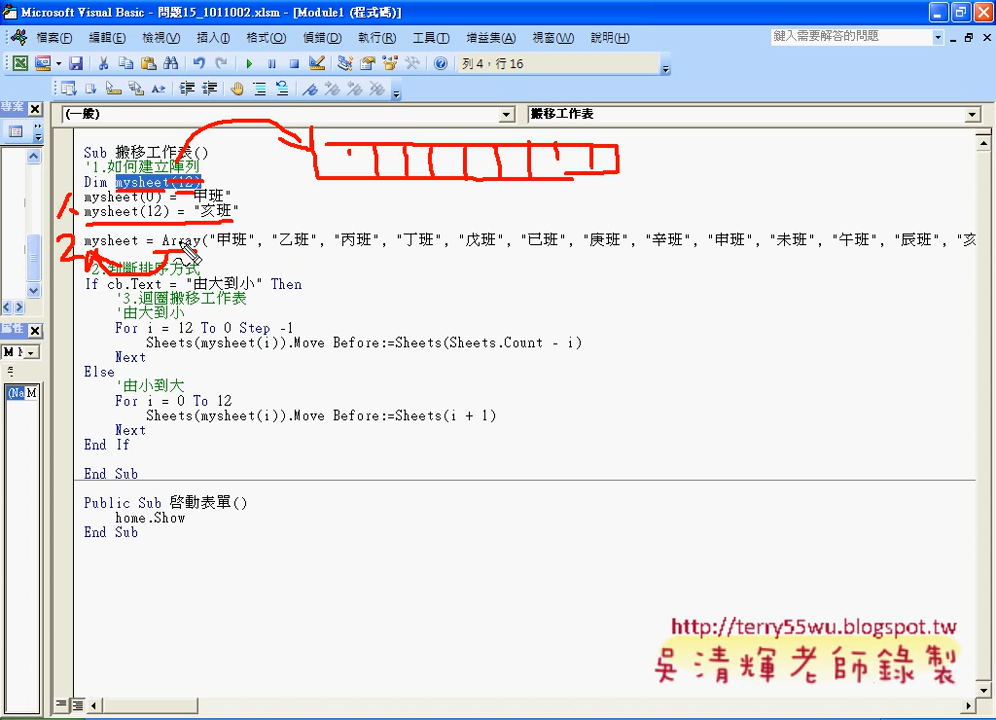 Microsoft Visual Basic - 問題15_1011002.xlsm - [Module1 (程式碼)]
檔案(F) 編輯(E) 檢視(V) 插入(I) 格式(O) 偵錯(D) 執行(R) 工具(T) 增益集(A) 視窗(W) 說明(H) 鍵入需要解答的問題
列 4，行 16
專案
(一般) 搬移工作表
Sub 搬移工作表()
'1.如何建立陣列
Dim mysheet(12)
mysheet(0) = "甲班"
mysheet(12) = "亥班"
1.
mysheet = Array("甲班", "乙班", "丙班", "丁班", "戊班", "已班", "庚班", "辛班", "申班", "未班", "午班", "辰班", "亥
2
'2.判斷排序方式
If cb.Text = "由大到小" Then
'3.迴圈搬移工作表
'由大到小
For i = 12 To 0 Step -1
Sheets(mysheet(i)).Move Before:=Sheets(Sheets.Count - i)
Next
Else
'由小到大
For i = 0 To 12
Sheets(mysheet(i)).Move Before:=Sheets(i + 1)
Next
End If
End Sub
Public Sub 啓動表單()
home.Show
End Sub
屬性
(Na M
http://terry55wu.blogspot.tw
吳清輝老師錄製